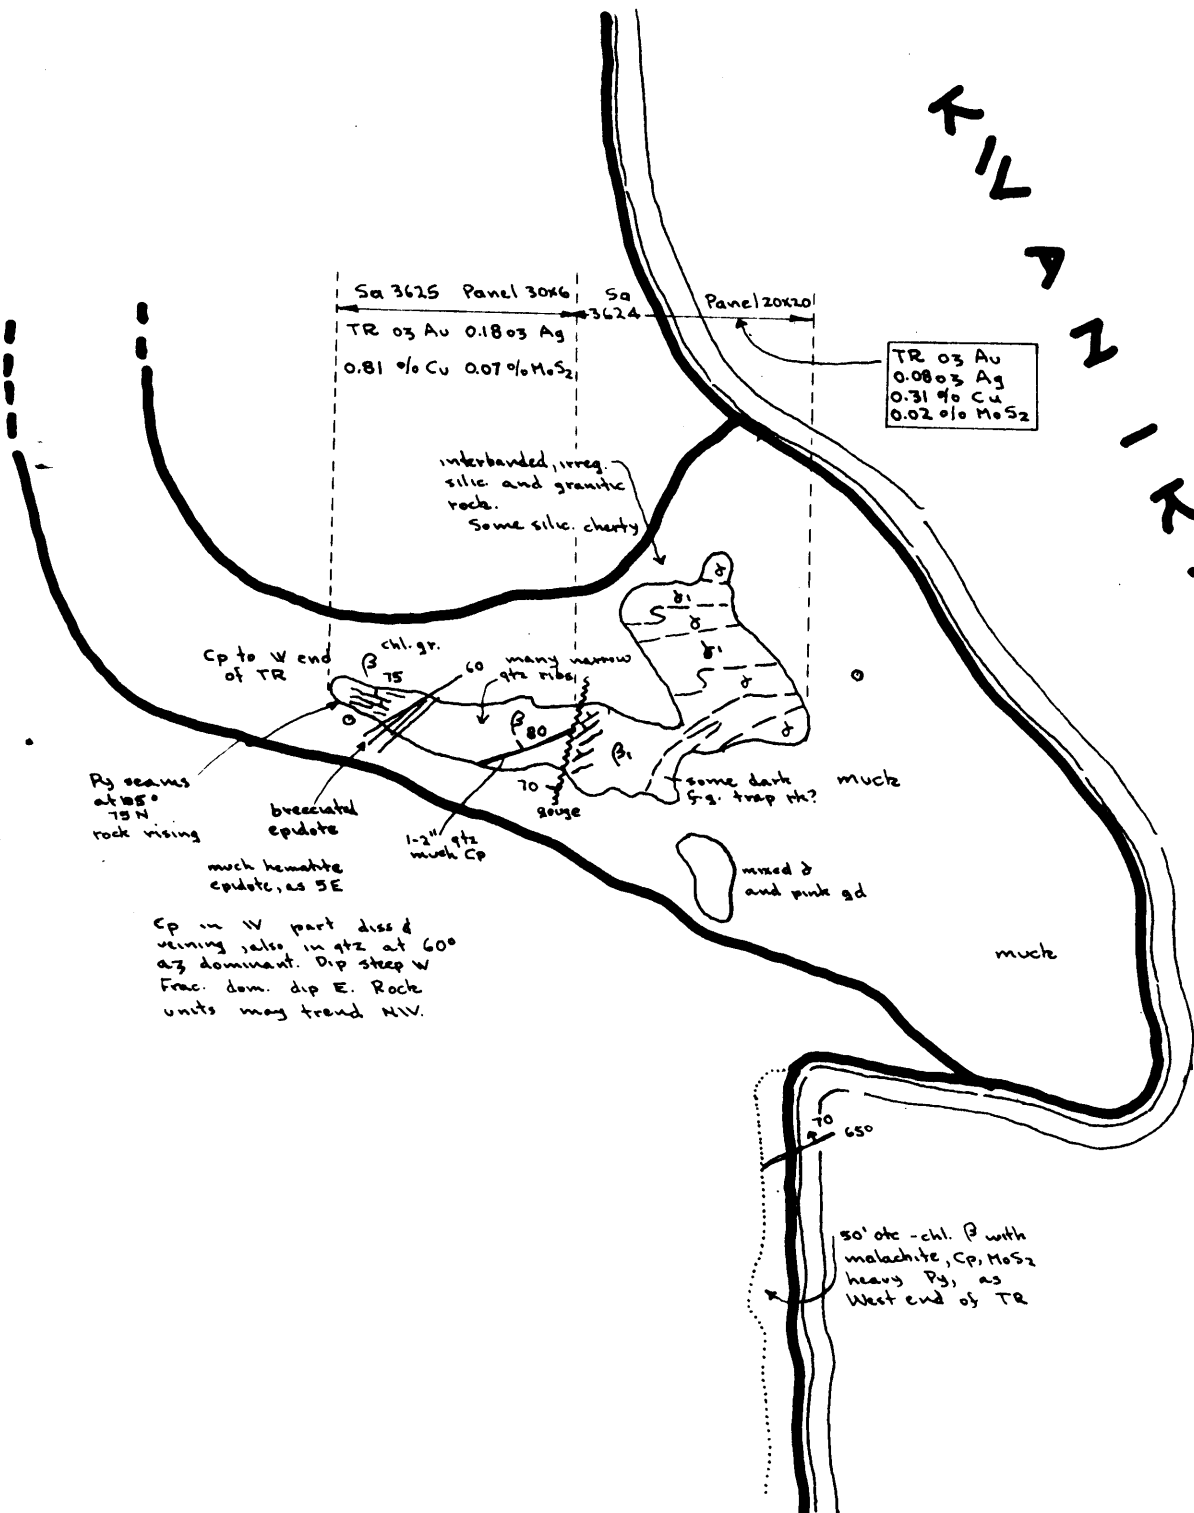 KILANIK.
Sa 3625 Panel 30x6
Sa
3624
Panel 20x20
TR oz Au 0.18 oz Ag
0.81 % Cu 0.07 % MoS2
TR oz Au
0.08 oz Ag
0.31 % Cu
0.02 % MoS2
interbanded, irreg.
silic. and granitic
rock.
Some silic. cherty
γ
γ1
γ
γ1
γ
γ
Cp to W end
of TR
chl. gr.
β
75
60
many narrow
qtz ribs
β
80
β1
70
gouge
some dark
f.g. trap rk?
muck
Py seams
75 N
rock rising
brecciated
epidote
1-2" qtz
much Cp
much hematite
epidote, as 5E
mixed γ
and pink gd
Cp in W part diss &
veining, also in qtz at 60°
az dominant. Dip steep W
Frac. dom. dip E. Rock
units may trend NW.
muck
70
65°
50' otc - chl. β with
malachite, Cp, MoS2
heavy Py, as
West end of TR